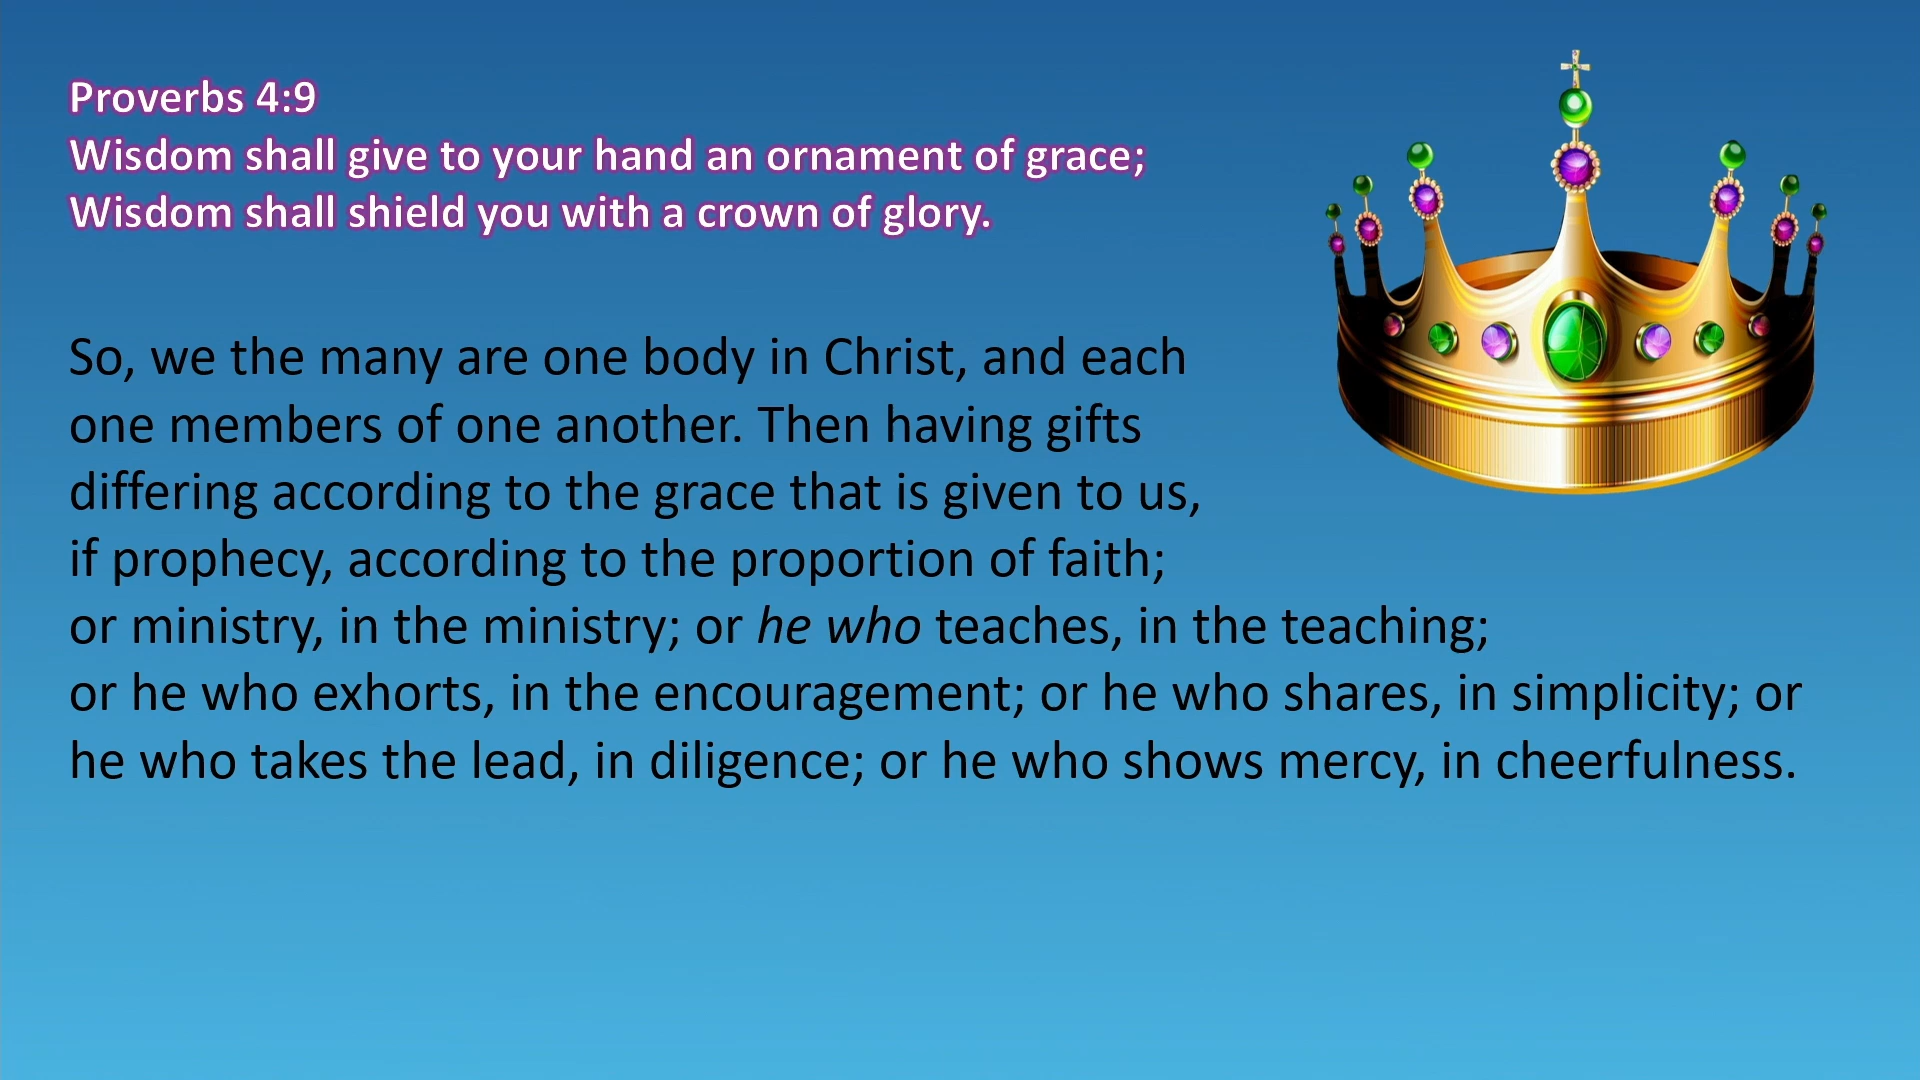 Proverbs 4:9
Wisdom shall give to your hand an ornament of grace;
Wisdom shall shield you with a crown of glory.
So, we the many are one body in Christ, and each
one members of one another. Then having gifts
differing according to the grace that is given to us,
if prophecy, according to the proportion of faith;
or ministry, in the ministry; or he who teaches, in the teaching;
or he who exhorts, in the encouragement; or he who shares, in simplicity; or
he who takes the lead, in diligence; or he who shows mercy, in cheerfulness.